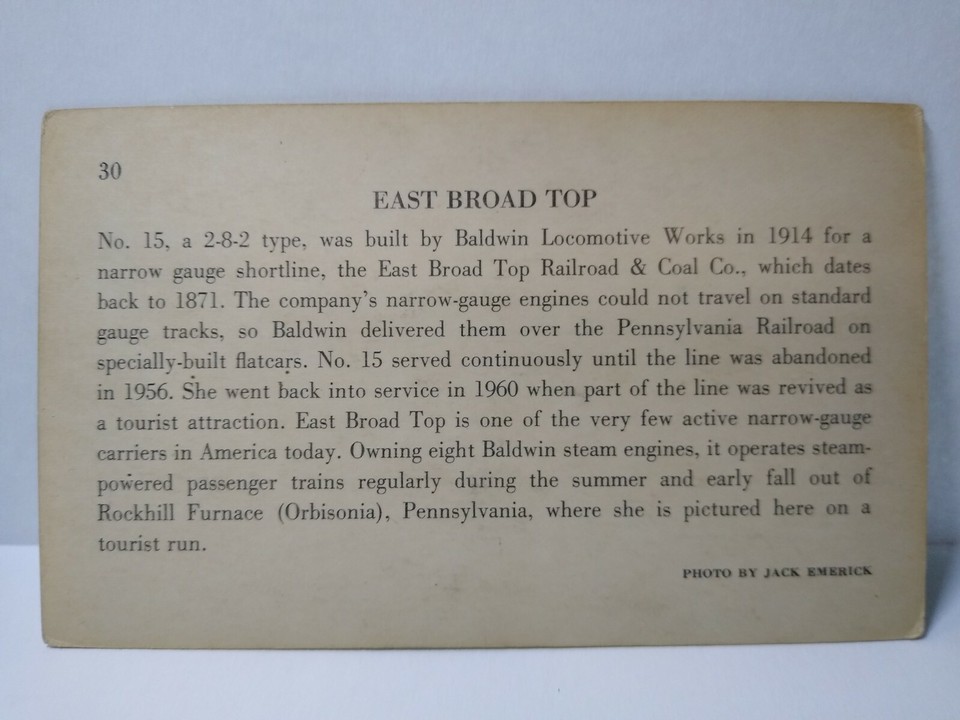 30
EAST BROAD TOP
No. 15, a 2-8-2 type, was built by Baldwin Locomotive Works in 1914 for a
narrow gauge shortline, the East Broad Top Railroad & Coal Co., which dates
back to 1871. The company's narrow-gauge engines could not travel on standard
gauge tracks, so Baldwin delivered them over the Pennsylvania Railroad on
specially-built flatcars. No. 15 served continuously until the line was abandoned
in 1956. She went back into service in 1960 when part of the line was revived as
a tourist attraction. East Broad Top is one of the very few active narrow-gauge
carriers in America today. Owning eight Baldwin steam engines, it operates steam-
powered passenger trains regularly during the summer and early fall out of
Rockhill Furnace (Orbisonia), Pennsylvania, where she is pictured here on a
tourist run.
PHOTO BY JACK EMERICK